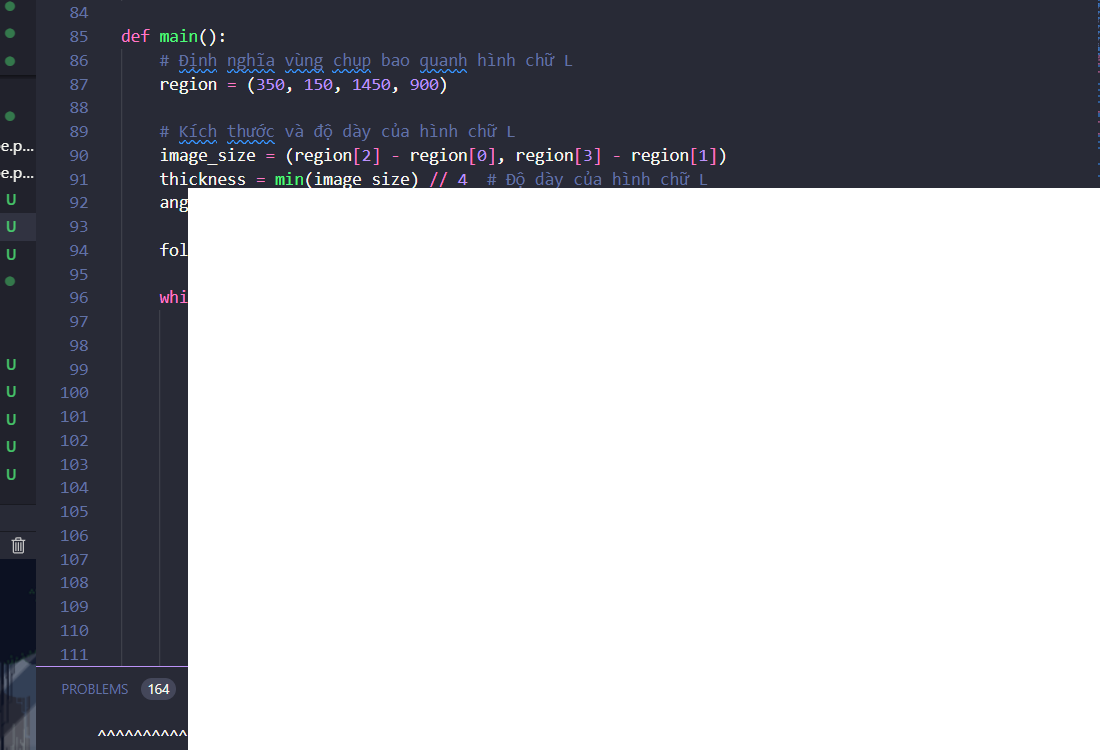 84
85 def main():
86 # Định nghĩa vùng chụp bao quanh hình chữ L
87 region = (350, 150, 1450, 900)
88
89 # Kích thước và độ dày của hình chữ L
90 image_size = (region[2] - region[0], region[3] - region[1])
91 thickness = min(image_size) // 4 # Độ dày của hình chữ L
92 ang
93
94 fol
95
96 whi
97
98
99
100
101
102
103
104
105
106
107
108
109
110
111
e.p...
e.p...
U
U
U
U
U
U
U
U
PROBLEMS 164
^^^^^^^^^^